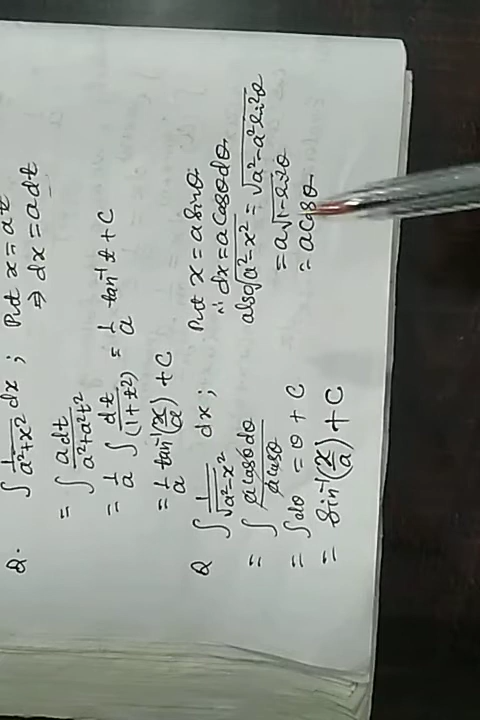 Q. ∫ 1/(a²+x²) dx ; Put x = at
⇒ dx = a dt
= ∫ a dt/(a²+a²t²)
= 1/a ∫ dt/(1+t²) = 1/a tan⁻¹ t + C
= 1/a tan⁻¹(x/a) + C
Q ∫ 1/√(a²-x²) dx ; Put x = a sinθ
∴ dx = a cosθ dθ
= ∫ a cosθ dθ/(a cosθ) also √(a²-x²) = √(a²-a² sin²θ)
= ∫ dθ = θ + C = a√
= a cosθ
= Sin⁻¹(x/a) + C